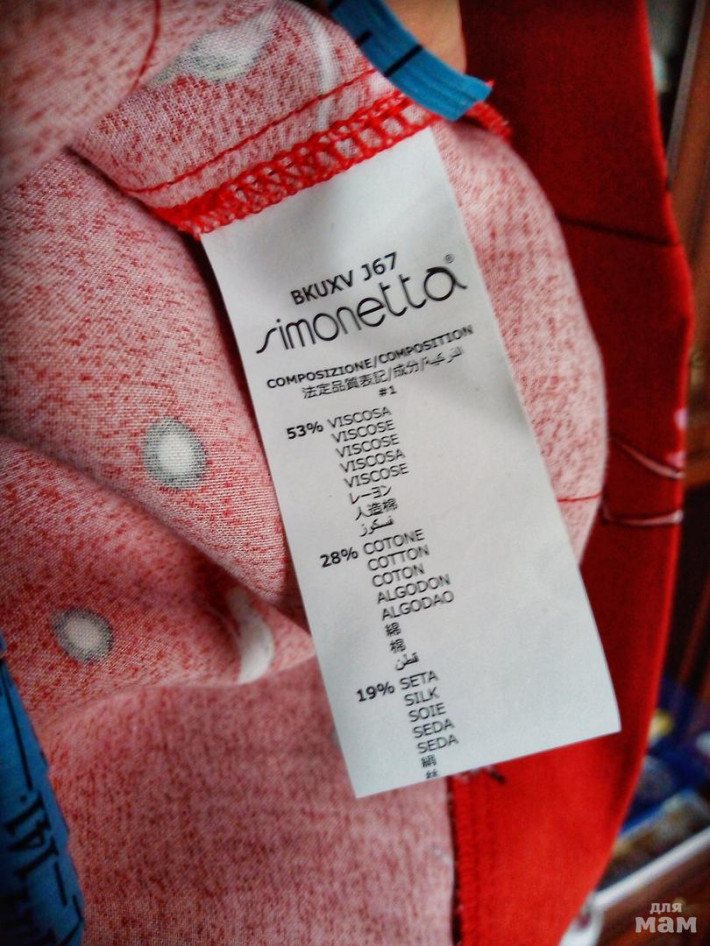 BKUXV J67
simonetta®
COMPOSIZIONE/COMPOSITION
法定品質表記/成分/التركيبة
#1
53% VISCOSA
VISCOSE
VISCOSE
VISCOSA
VISCOSE
レーヨン
人造棉
فسكوز
28% COTONE
COTTON
COTON
ALGODON
ALGODAO
綿
棉
قطن
19% SETA
SILK
SOIE
SEDA
SEDA
絹
141
для
мам